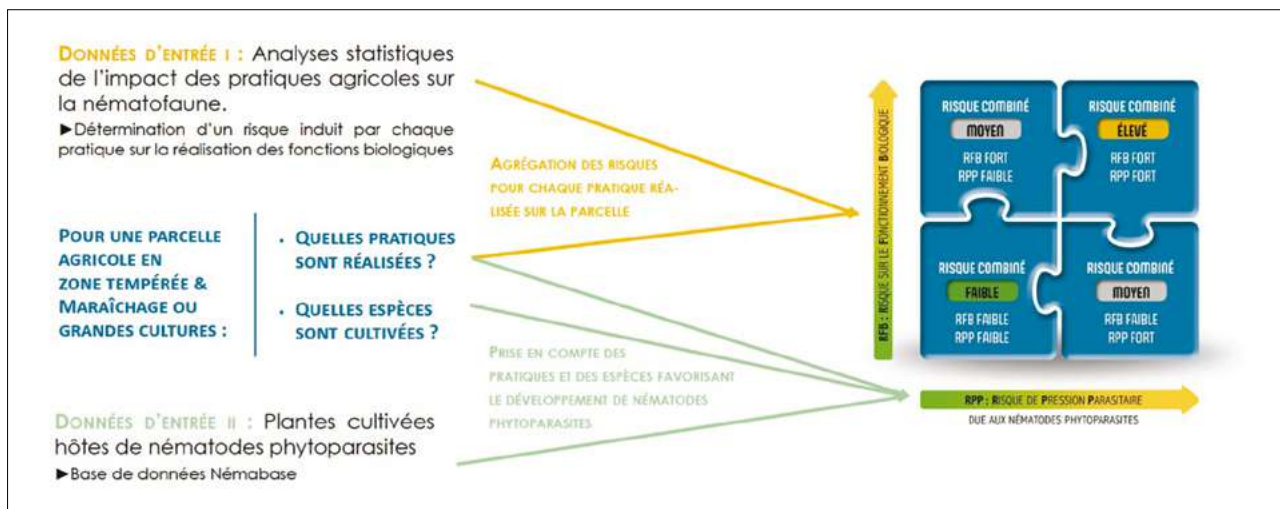 DONNÉES D'ENTRÉE I : Analyses statistiques
de l'impact des pratiques agricoles sur
la nématofaune.
►Détermination d'un risque induit par chaque
pratique sur la réalisation des fonctions biologiques
AGRÉGATION DES RISQUES
POUR CHAQUE PRATIQUE RÉA-
LISÉE SUR LA PARCELLE
POUR UNE PARCELLE
AGRICOLE EN
ZONE TEMPÉRÉE &
MARAÎCHAGE OU
GRANDES CULTURES :
• QUELLES PRATIQUES
SONT RÉALISÉES ?
• QUELLES ESPÈCES
SONT CULTIVÉES ?
PRISE EN COMPTE DES
PRATIQUES ET DES ESPÈCES FAVORISANT
LE DÉVELOPPEMENT DE NÉMATODES
PHYTOPARASITES
DONNÉES D'ENTRÉE II : Plantes cultivées
hôtes de nématodes phytoparasites
►Base de données Némabase
RFB : RISQUE SUR LE FONCTIONNEMENT BIOLOGIQUE
RISQUE COMBINÉ
MOYEN
RFB FORT
RPP FAIBLE
RISQUE COMBINÉ
ÉLEVÉ
RFB FORT
RPP FORT
RISQUE COMBINÉ
FAIBLE
RFB FAIBLE
RPP FAIBLE
RISQUE COMBINÉ
MOYEN
RFB FAIBLE
RPP FORT
RPP : RISQUE DE PRESSION PARASITAIRE
DUE AUX NÉMATODES PHYTOPARASITES